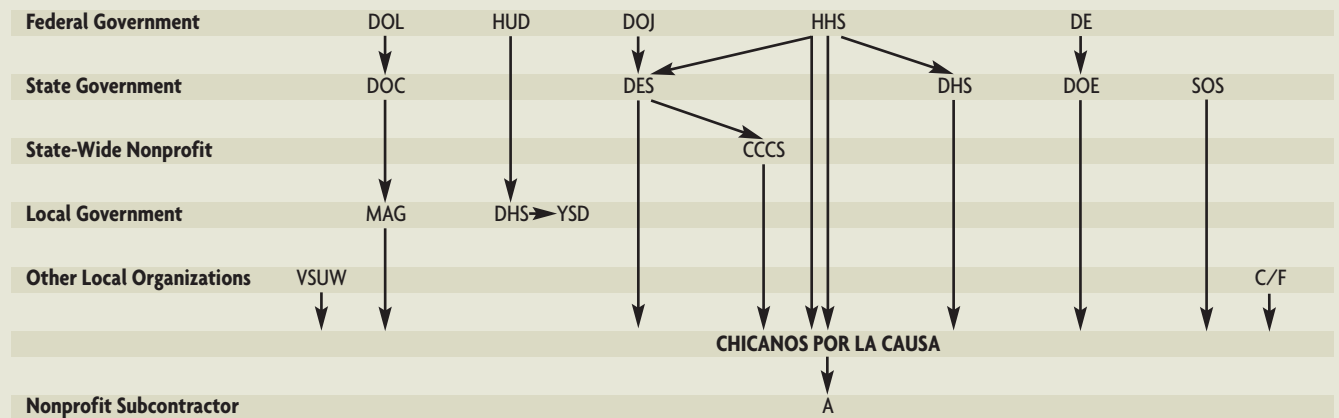 Federal Government DOL HUD DOJ HHS DE
State Government DOC DES DHS DOE SOS
State-Wide Nonprofit CCCS
Local Government MAG DHS YSD
Other Local Organizations VSUW C/F
CHICANOS POR LA CAUSA
Nonprofit Subcontractor A